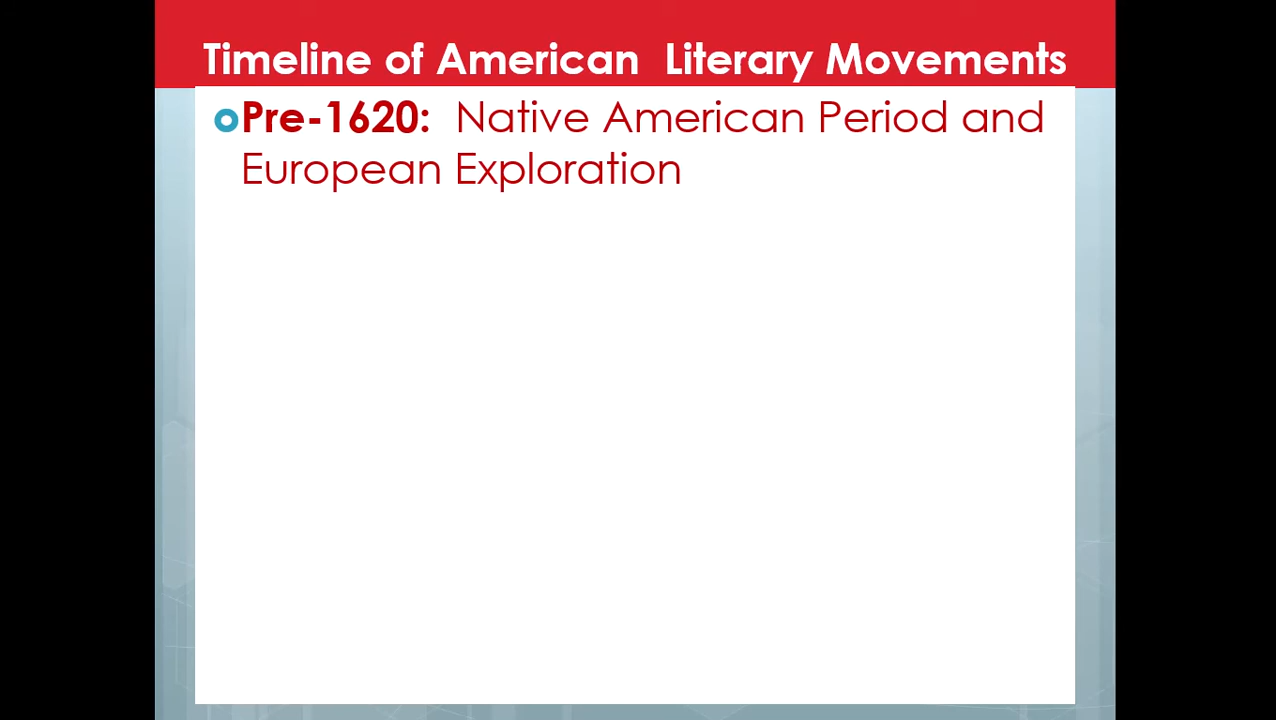 Timeline of American  Literary Movements
Pre-1620:  Native American Period and
European Exploration